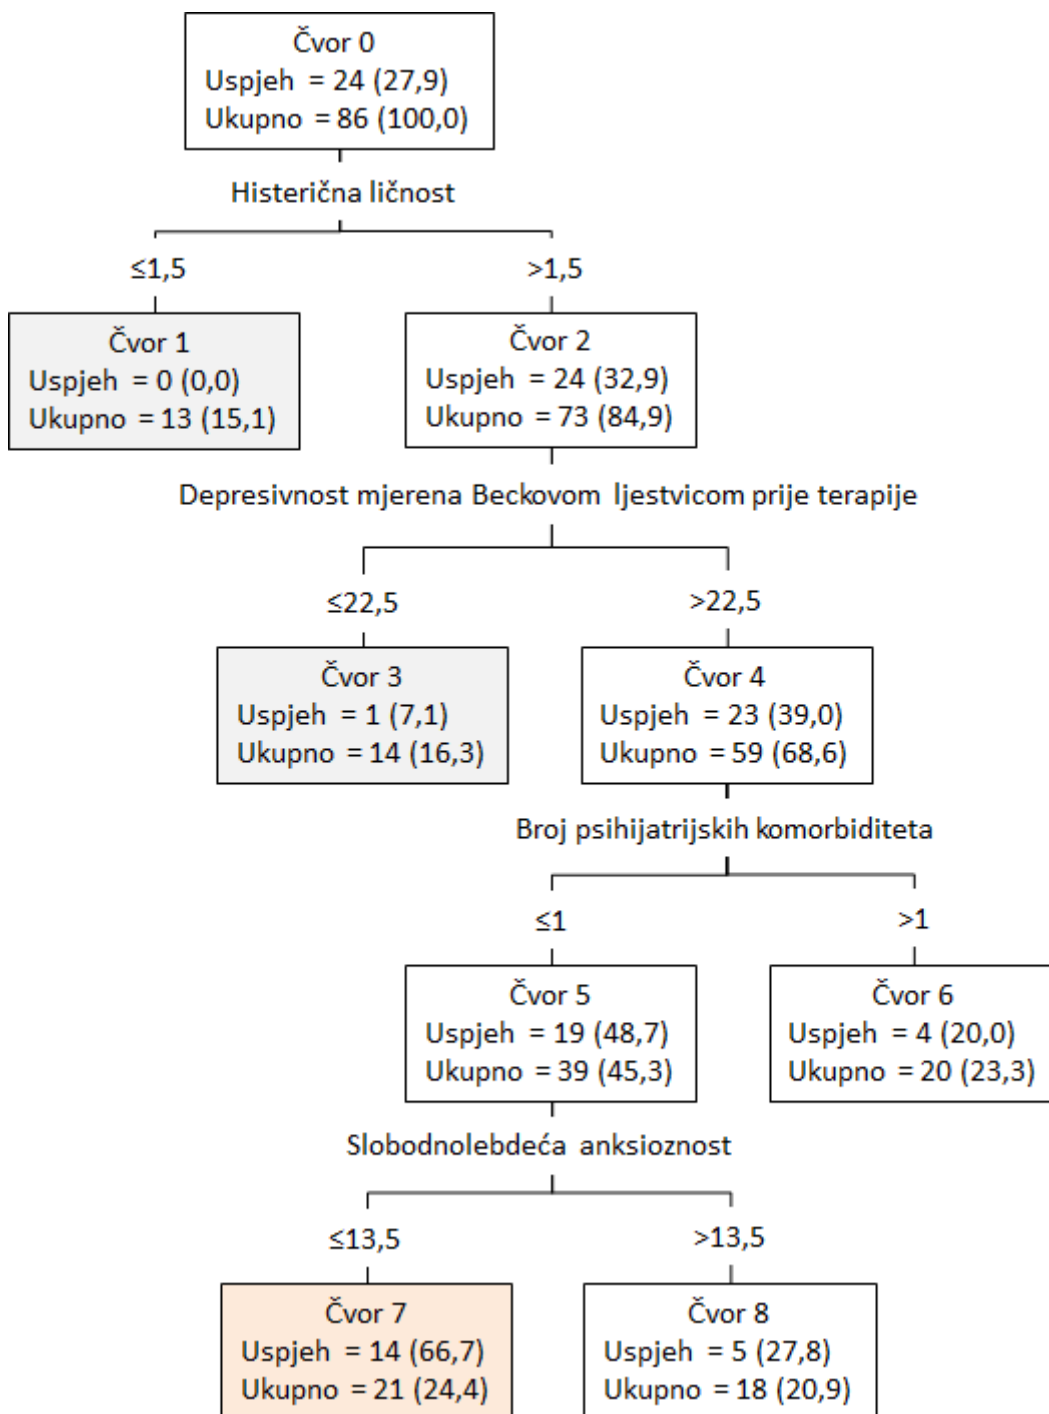 Čvor 0
Uspjeh = 24 (27,9)
Ukupno = 86 (100,0)
Histerična ličnost
≤1,5
>1,5
Čvor 1
Uspjeh = 0 (0,0)
Ukupno = 13 (15,1)
Čvor 2
Uspjeh = 24 (32,9)
Ukupno = 73 (84,9)
Depresivnost mjerena Beckovom ljestvicom prije terapije
≤22,5
>22,5
Čvor 3
Uspjeh = 1 (7,1)
Ukupno = 14 (16,3)
Čvor 4
Uspjeh = 23 (39,0)
Ukupno = 59 (68,6)
Broj psihijatrijskih komorbiditeta
≤1
>1
Čvor 5
Uspjeh = 19 (48,7)
Ukupno = 39 (45,3)
Čvor 6
Uspjeh = 4 (20,0)
Ukupno = 20 (23,3)
Slobodnolebdeća anksioznost
≤13,5
>13,5
Čvor 7
Uspjeh = 14 (66,7)
Ukupno = 21 (24,4)
Čvor 8
Uspjeh = 5 (27,8)
Ukupno = 18 (20,9)